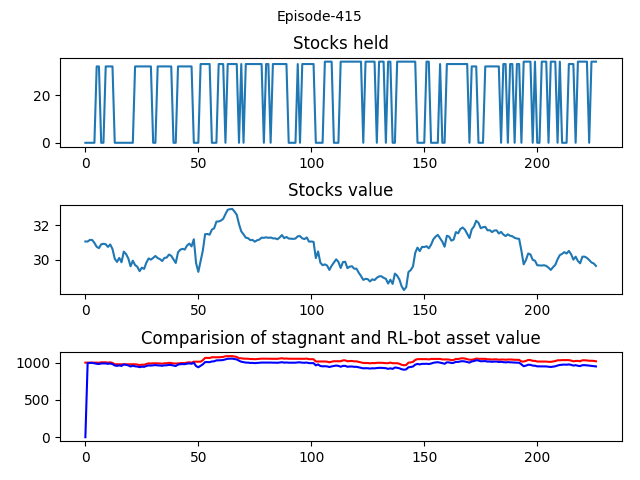 Episode-415
Stocks held
20
0
0 50 100 150 200
Stocks value
32
30
0 50 100 150 200
Comparision of stagnant and RL-bot asset value
1000
500
0
0 50 100 150 200